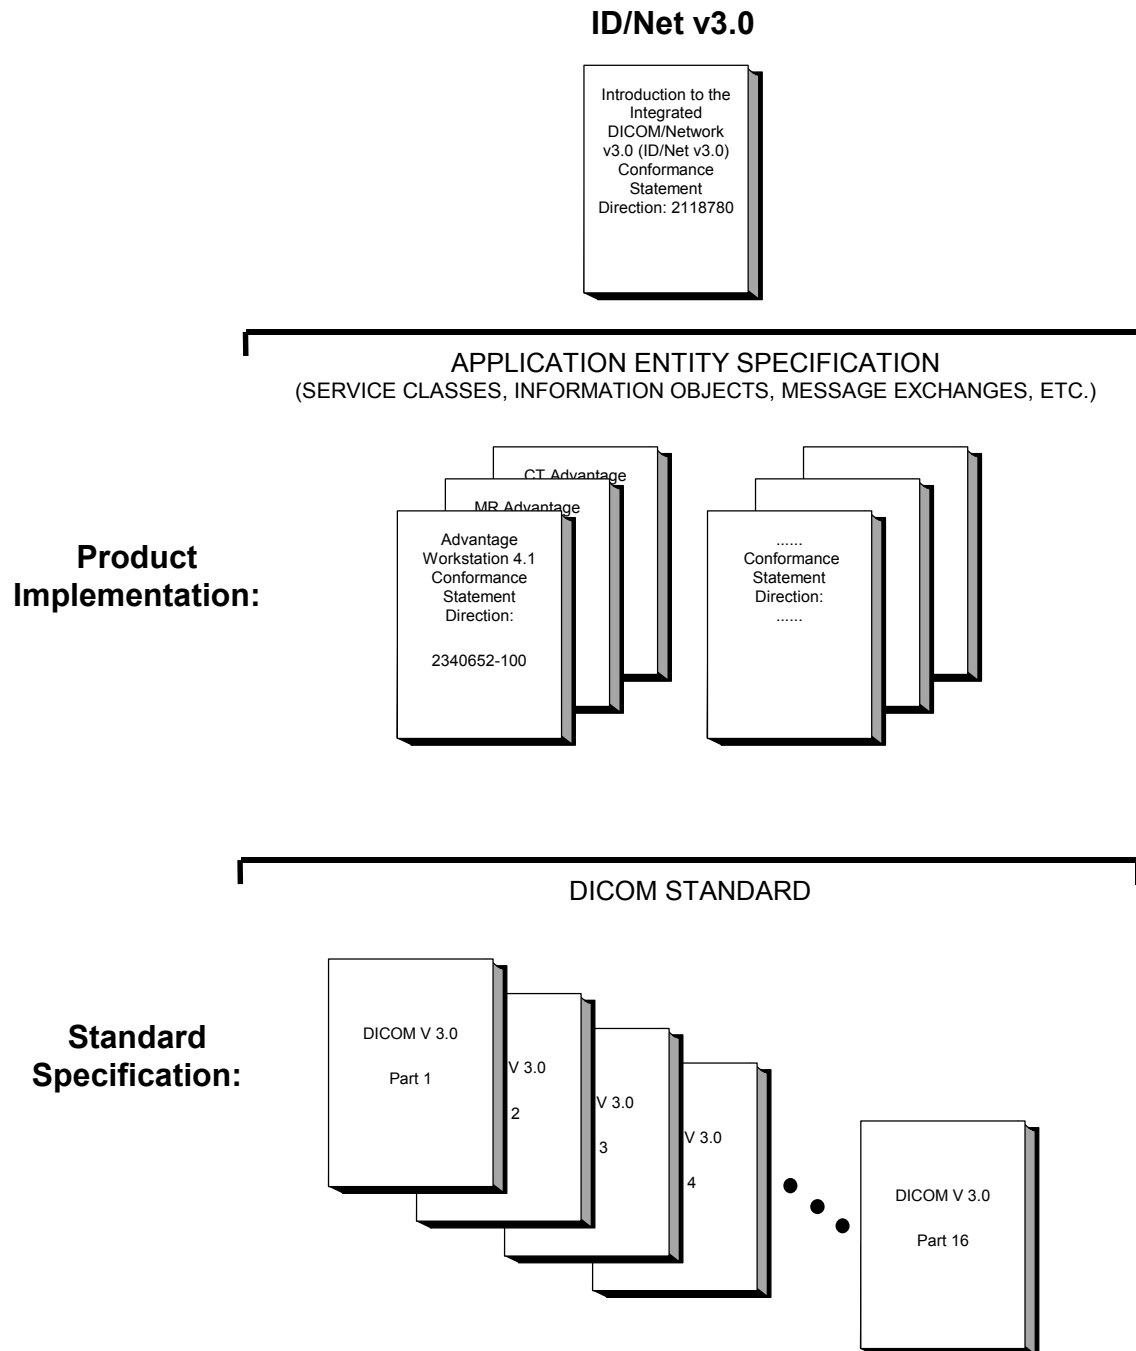 ID/Net v3.0
Introduction to the
Integrated
DICOM/Network
v3.0 (ID/Net v3.0)
Conformance
Statement
Direction: 2118780
APPLICATION ENTITY SPECIFICATION
(SERVICE CLASSES, INFORMATION OBJECTS, MESSAGE EXCHANGES, ETC.)
Product
Implementation:
CT Advantage
MR Advantage
Advantage
Workstation 4.1
Conformance
Statement
Direction:
2340652-100
......
Conformance
Statement
Direction:
......
DICOM STANDARD
Standard
Specification:
DICOM V 3.0
Part 1
V 3.0
2
V 3.0
3
V 3.0
4
DICOM V 3.0
Part 16